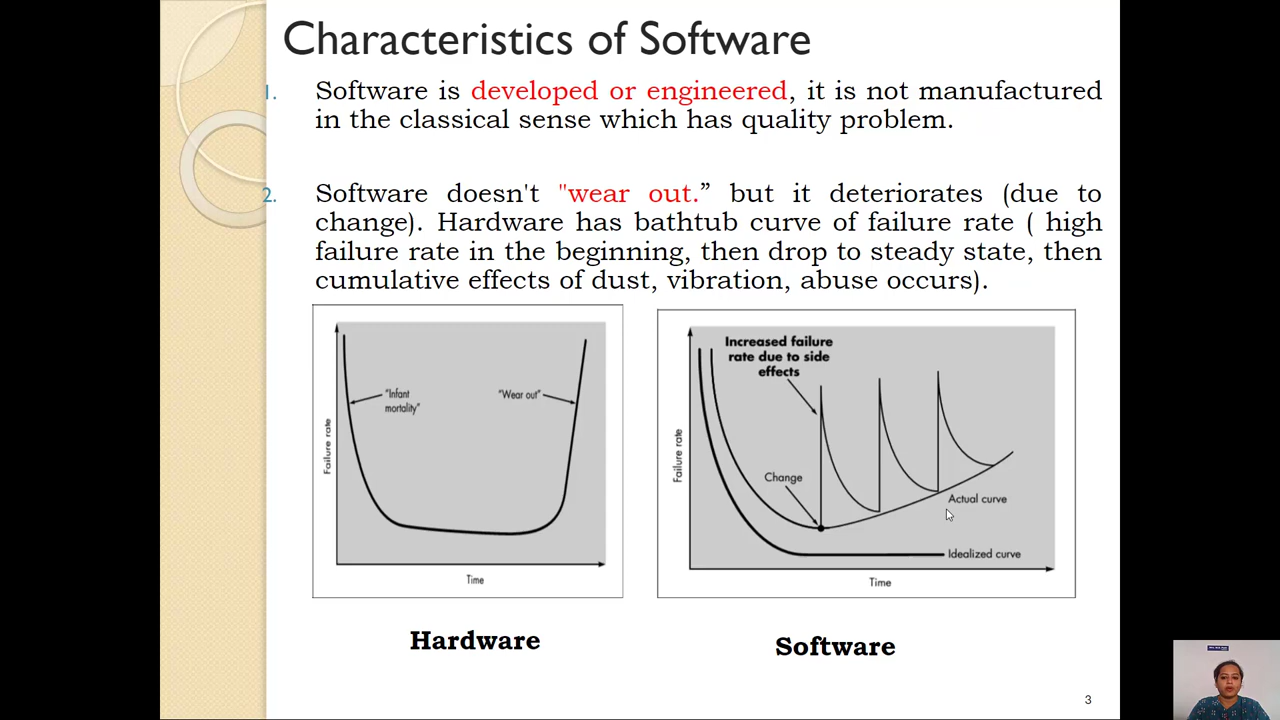 Characteristics of Software
1. Software is developed or engineered, it is not manufactured
in the classical sense which has quality problem.
2. Software doesn't "wear out.” but it deteriorates (due to
change). Hardware has bathtub curve of failure rate ( high
failure rate in the beginning, then drop to steady state, then
cumulative effects of dust, vibration, abuse occurs).
"Infant
mortality"
"Wear out"
Failure rate
Time
Hardware
Increased failure
rate due to side
effects
Failure rate
Change
Actual curve
Idealized curve
Time
Software
3